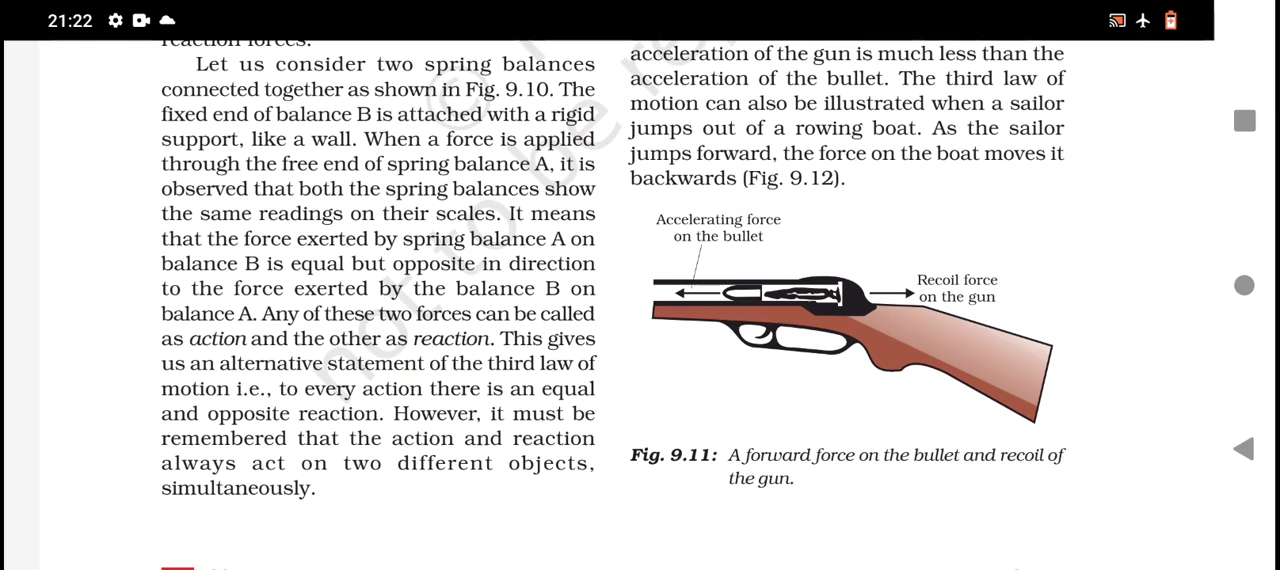 21:22
reaction forces.
Let us consider two spring balances
connected together as shown in Fig. 9.10. The
fixed end of balance B is attached with a rigid
support, like a wall. When a force is applied
through the free end of spring balance A, it is
observed that both the spring balances show
the same readings on their scales. It means
that the force exerted by spring balance A on
balance B is equal but opposite in direction
to the force exerted by the balance B on
balance A. Any of these two forces can be called
as action and the other as reaction. This gives
us an alternative statement of the third law of
motion i.e., to every action there is an equal
and opposite reaction. However, it must be
remembered that the action and reaction
always act on two different objects,
simultaneously.
acceleration of the gun is much less than the
acceleration of the bullet. The third law of
motion can also be illustrated when a sailor
jumps out of a rowing boat. As the sailor
jumps forward, the force on the boat moves it
backwards (Fig. 9.12).
Accelerating force
on the bullet
Recoil force
on the gun
Fig. 9.11: A forward force on the bullet and recoil of
the gun.
not to be re
©